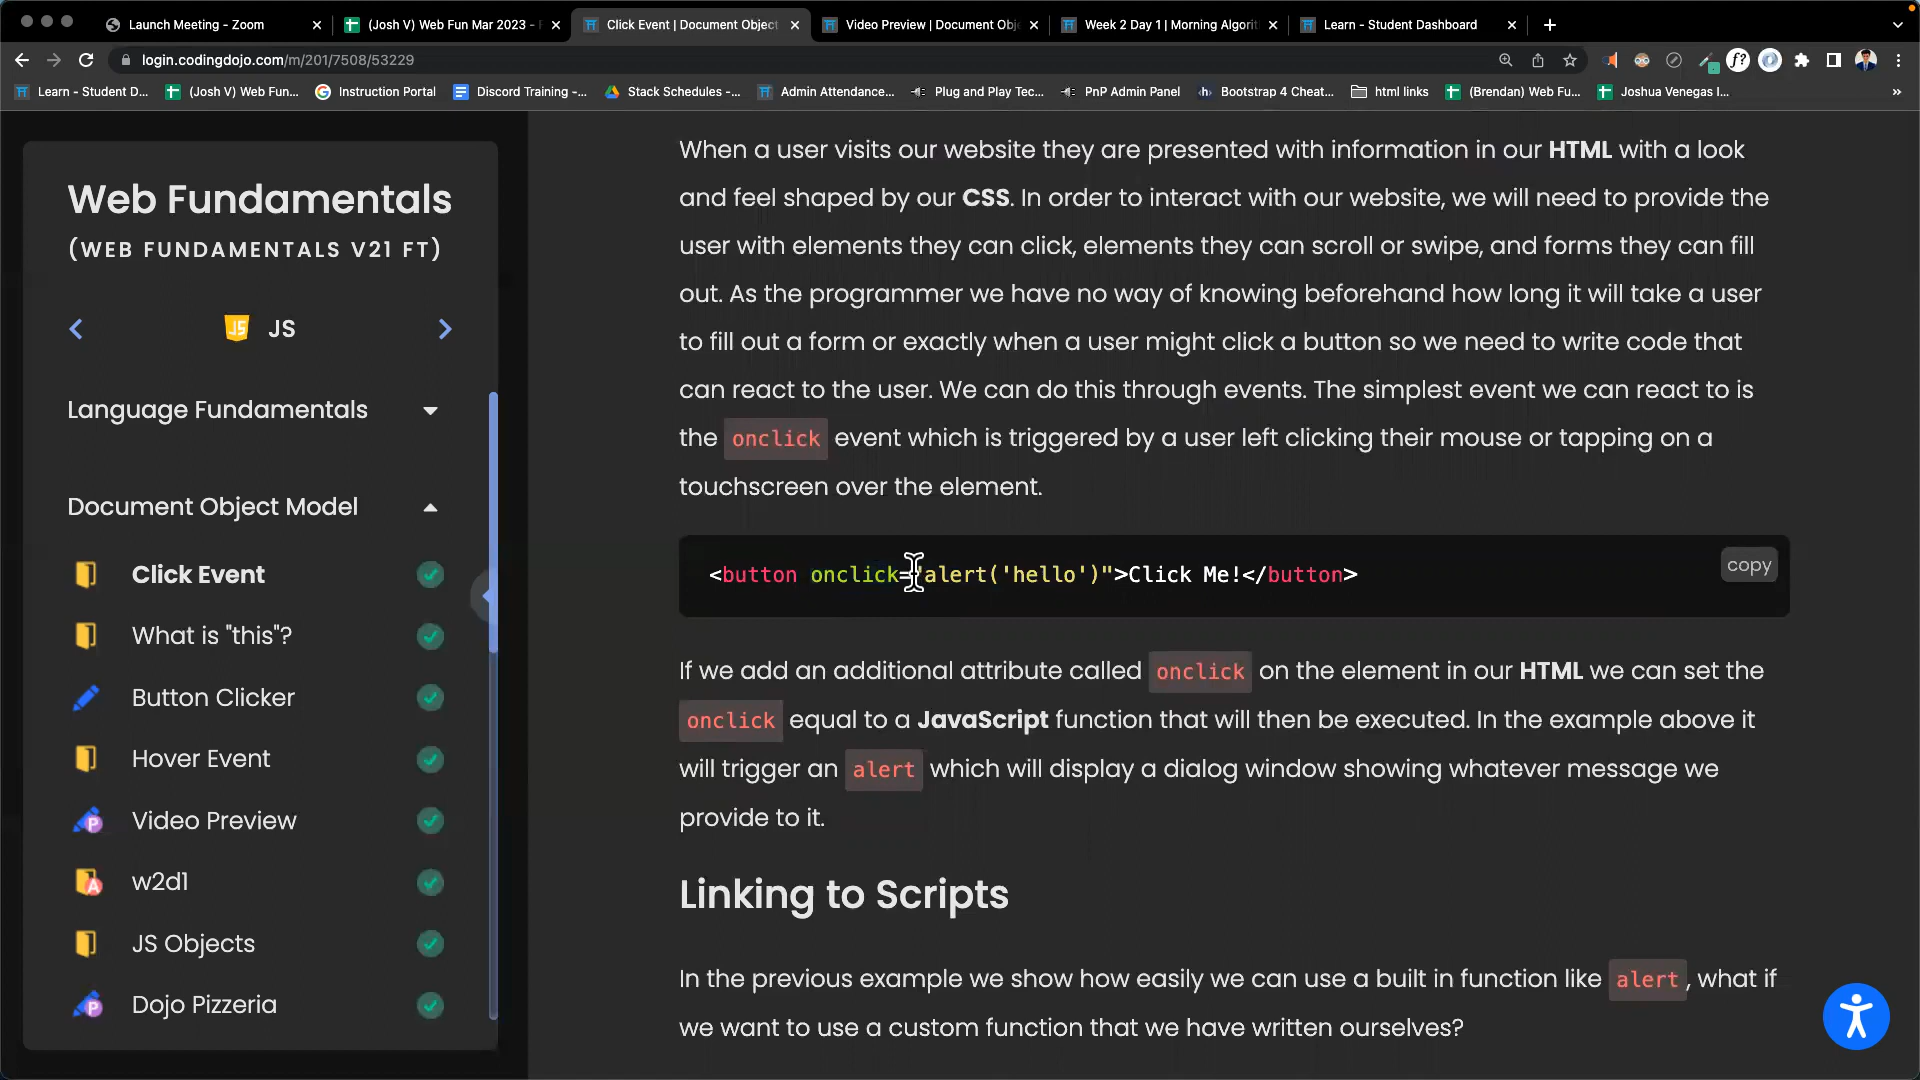 Launch Meeting - Zoom
(Josh V) Web Fun Mar 2023 -
Click Event | Document Object
Video Preview | Document Obj
Week 2 Day 1 | Morning Algorit
Learn - Student Dashboard
login.codingdojo.com/m/201/7508/53229
Learn - Student D...
(Josh V) Web Fun...
Instruction Portal
Discord Training -...
Stack Schedules -...
Admin Attendance...
Plug and Play Tec...
PnP Admin Panel
Bootstrap 4 Cheat...
html links
(Brendan) Web Fu...
Joshua Venegas I...
Web Fundamentals
(WEB FUNDAMENTALS V21 FT)
JS JS
Language Fundamentals
Document Object Model
Click Event
What is "this"?
Button Clicker
Hover Event
Video Preview
w2d1
JS Objects
Dojo Pizzeria
When a user visits our website they are presented with information in our HTML with a look
and feel shaped by our CSS. In order to interact with our website, we will need to provide the
user with elements they can click, elements they can scroll or swipe, and forms they can fill
out. As the programmer we have no way of knowing beforehand how long it will take a user
to fill out a form or exactly when a user might click a button so we need to write code that
can react to the user. We can do this through events. The simplest event we can react to is
the onclick event which is triggered by a user left clicking their mouse or tapping on a
touchscreen over the element.
<button onclick="alert('hello')">Click Me!</button>
copy
If we add an additional attribute called onclick on the element in our HTML we can set the
onclick equal to a JavaScript function that will then be executed. In the example above it
will trigger an alert which will display a dialog window showing whatever message we
provide to it.
Linking to Scripts
In the previous example we show how easily we can use a built in function like alert, what if
we want to use a custom function that we have written ourselves?